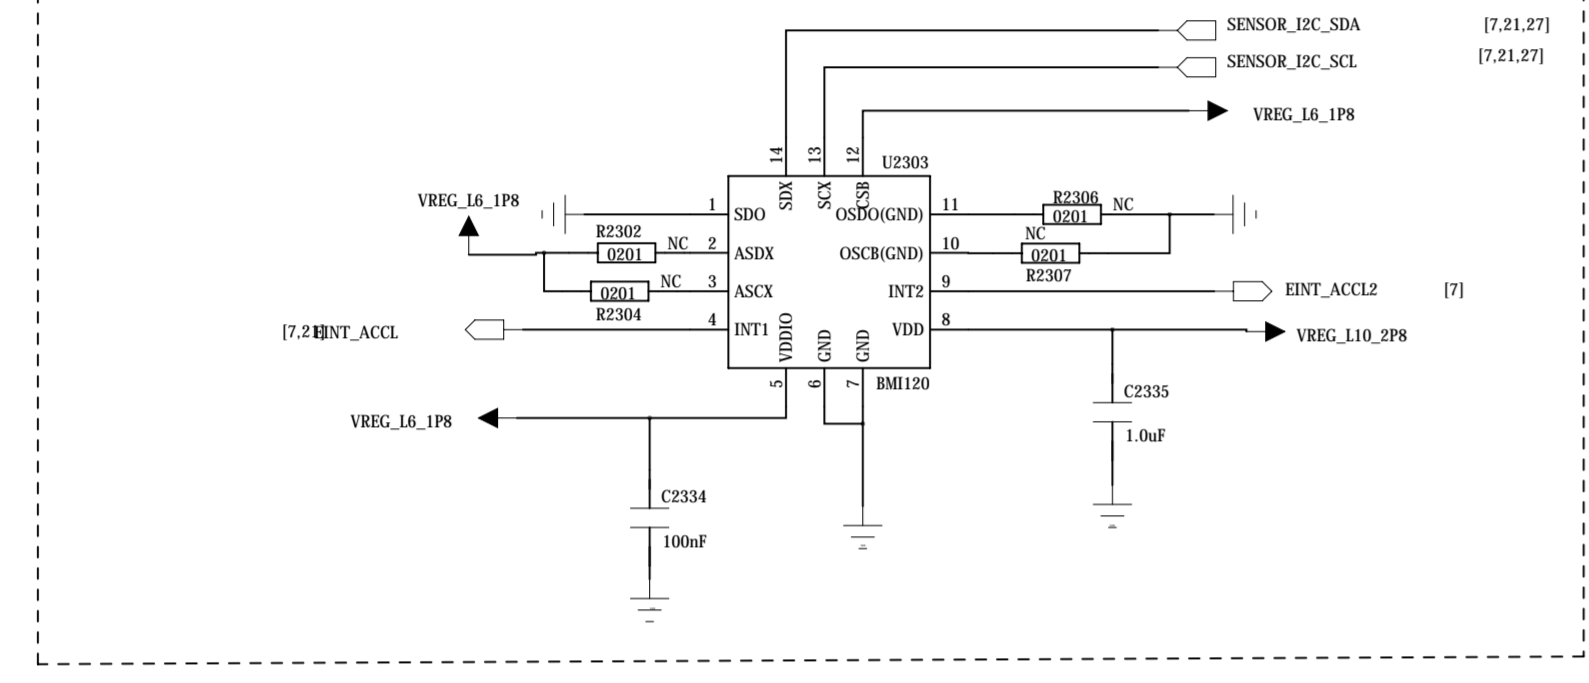 SENSOR_I2C_SDA [7,21,27]
SENSOR_I2C_SCL [7,21,27]
VREG_L6_1P8
14 13 12
U2303
SDX SCX CSB
VREG_L6_1P8
1 SDO
OSDO(GND) 11
R2306
0201
NC
R2302
0201
NC
2 ASDX
OSCB(GND) 10
NC
0201
R2307
0201
NC
R2304
3 ASCX
INT2 9
EINT_ACCL2 [7]
[7,21]EINT_ACCL
4 INT1
VDD 8
VREG_L10_2P8
VDDIO GND GND
5 6 7
BMI120
VREG_L6_1P8
C2335
1.0uF
C2334
100nF